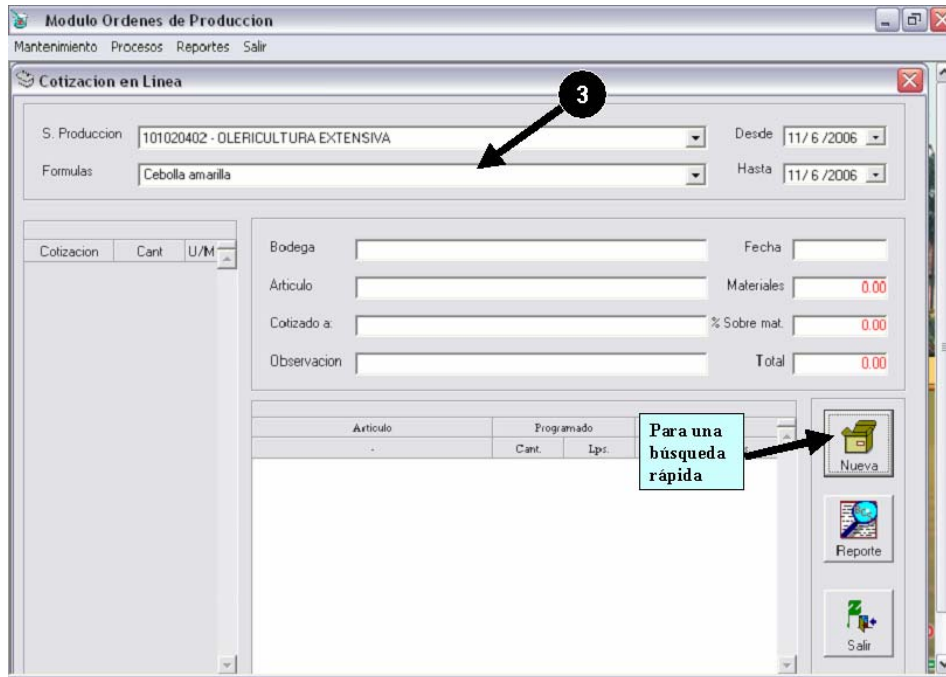 Modulo Ordenes de Produccion
Mantenimiento Procesos Reportes Salir
Cotizacion en Linea
3
S. Produccion 101020402 - OLERICULTURA EXTENSIVA Desde 11/ 6 /2006
Formulas Cebolla amarilla Hasta 11/ 6 /2006
Cotizacion Cant U/M
Bodega Fecha
Articulo Materiales 0.00
Cotizado a: % Sobre mat. 0.00
Observacion Total 0.00
Articulo Programado
- Cant. Lps.
Para una
búsqueda
rápida
Nueva
Reporte
Salir